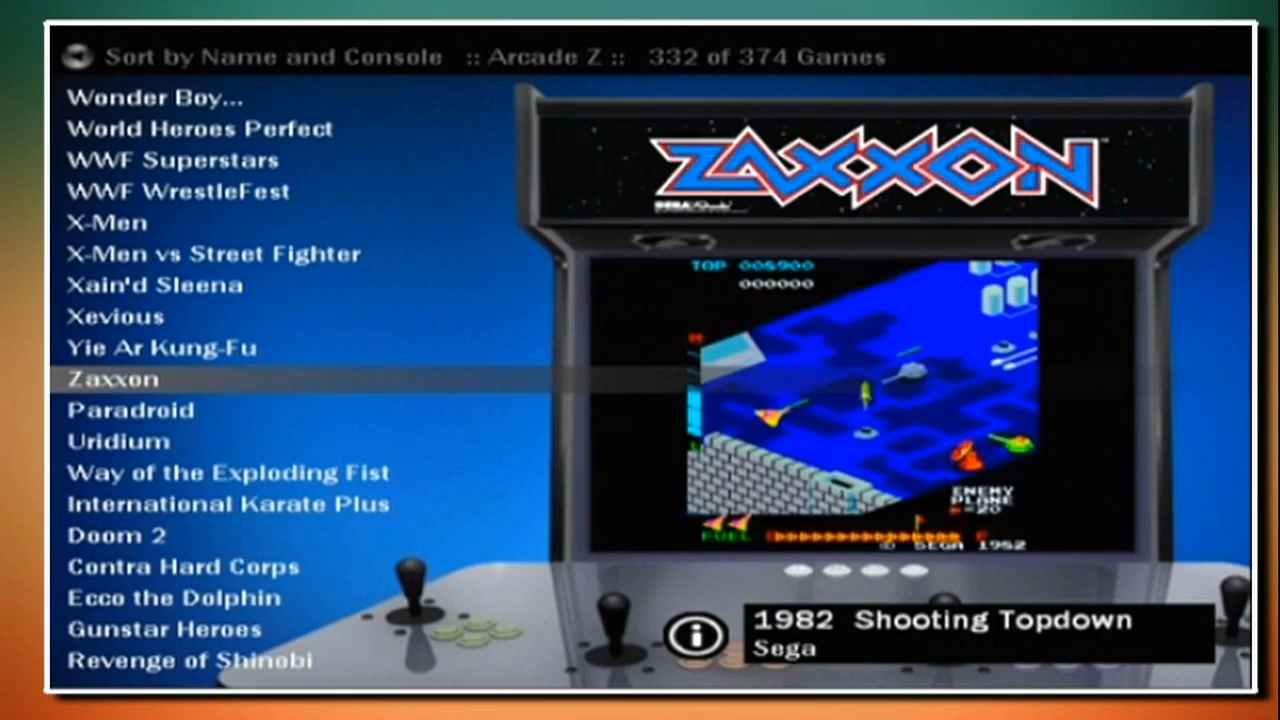 Sort by Name and Console :: Arcade Z :: 332 of 374 Games
Wonder Boy...
World Heroes Perfect
WWF Superstars
WWF WrestleFest
X-Men
X-Men vs Street Fighter
Xain'd Sleena
Xevious
Yie Ar Kung-Fu
Zaxxon
Paradroid
Uridium
Way of the Exploding Fist
International Karate Plus
Doom 2
Contra Hard Corps
Ecco the Dolphin
Gunstar Heroes
Revenge of Shinobi
ZAXXON
TOP 008900
000000
H
ENEMY
PLANE
-20
FUEL E F
© SEGA 1982
1982 Shooting Topdown
Sega